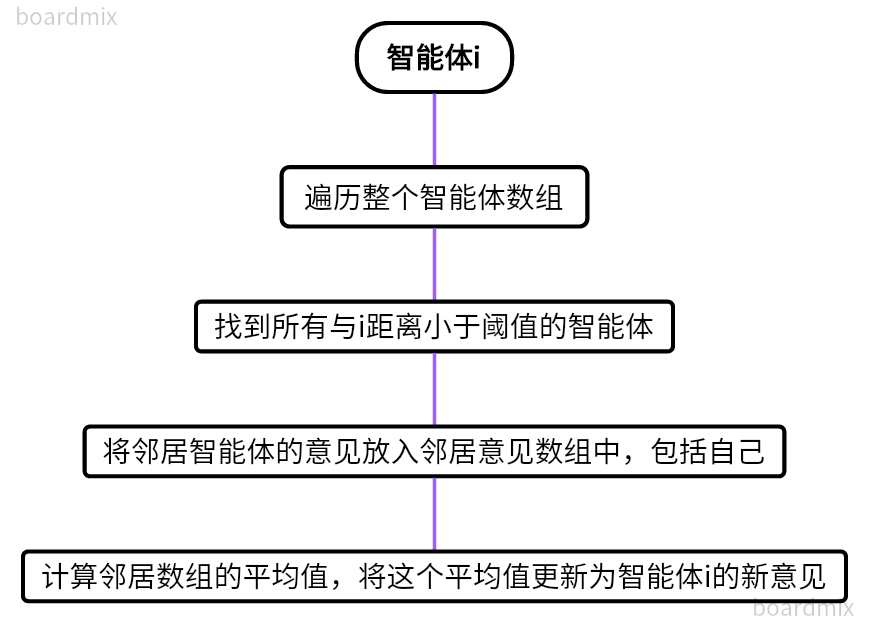 boardmix
智能体i
遍历整个智能体数组
找到所有与i距离小于阈值的智能体
将邻居智能体的意见放入邻居意见数组中，包括自己
计算邻居数组的平均值，将这个平均值更新为智能体i的新意见
boardmix